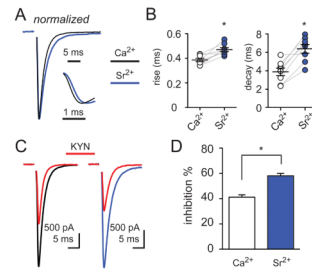 A
normalized
5 ms
Ca2+
Sr2+
1 ms
B
*
0.6
0.4
0.2
0
rise (ms)
Ca2+
Sr2+
*
8
6
4
2
0
decay (ms)
Ca2+
Sr2+
C
KYN
500 pA
5 ms
500 pA
5 ms
D
*
80
60
40
20
0
inhibition %
Ca2+
Sr2+